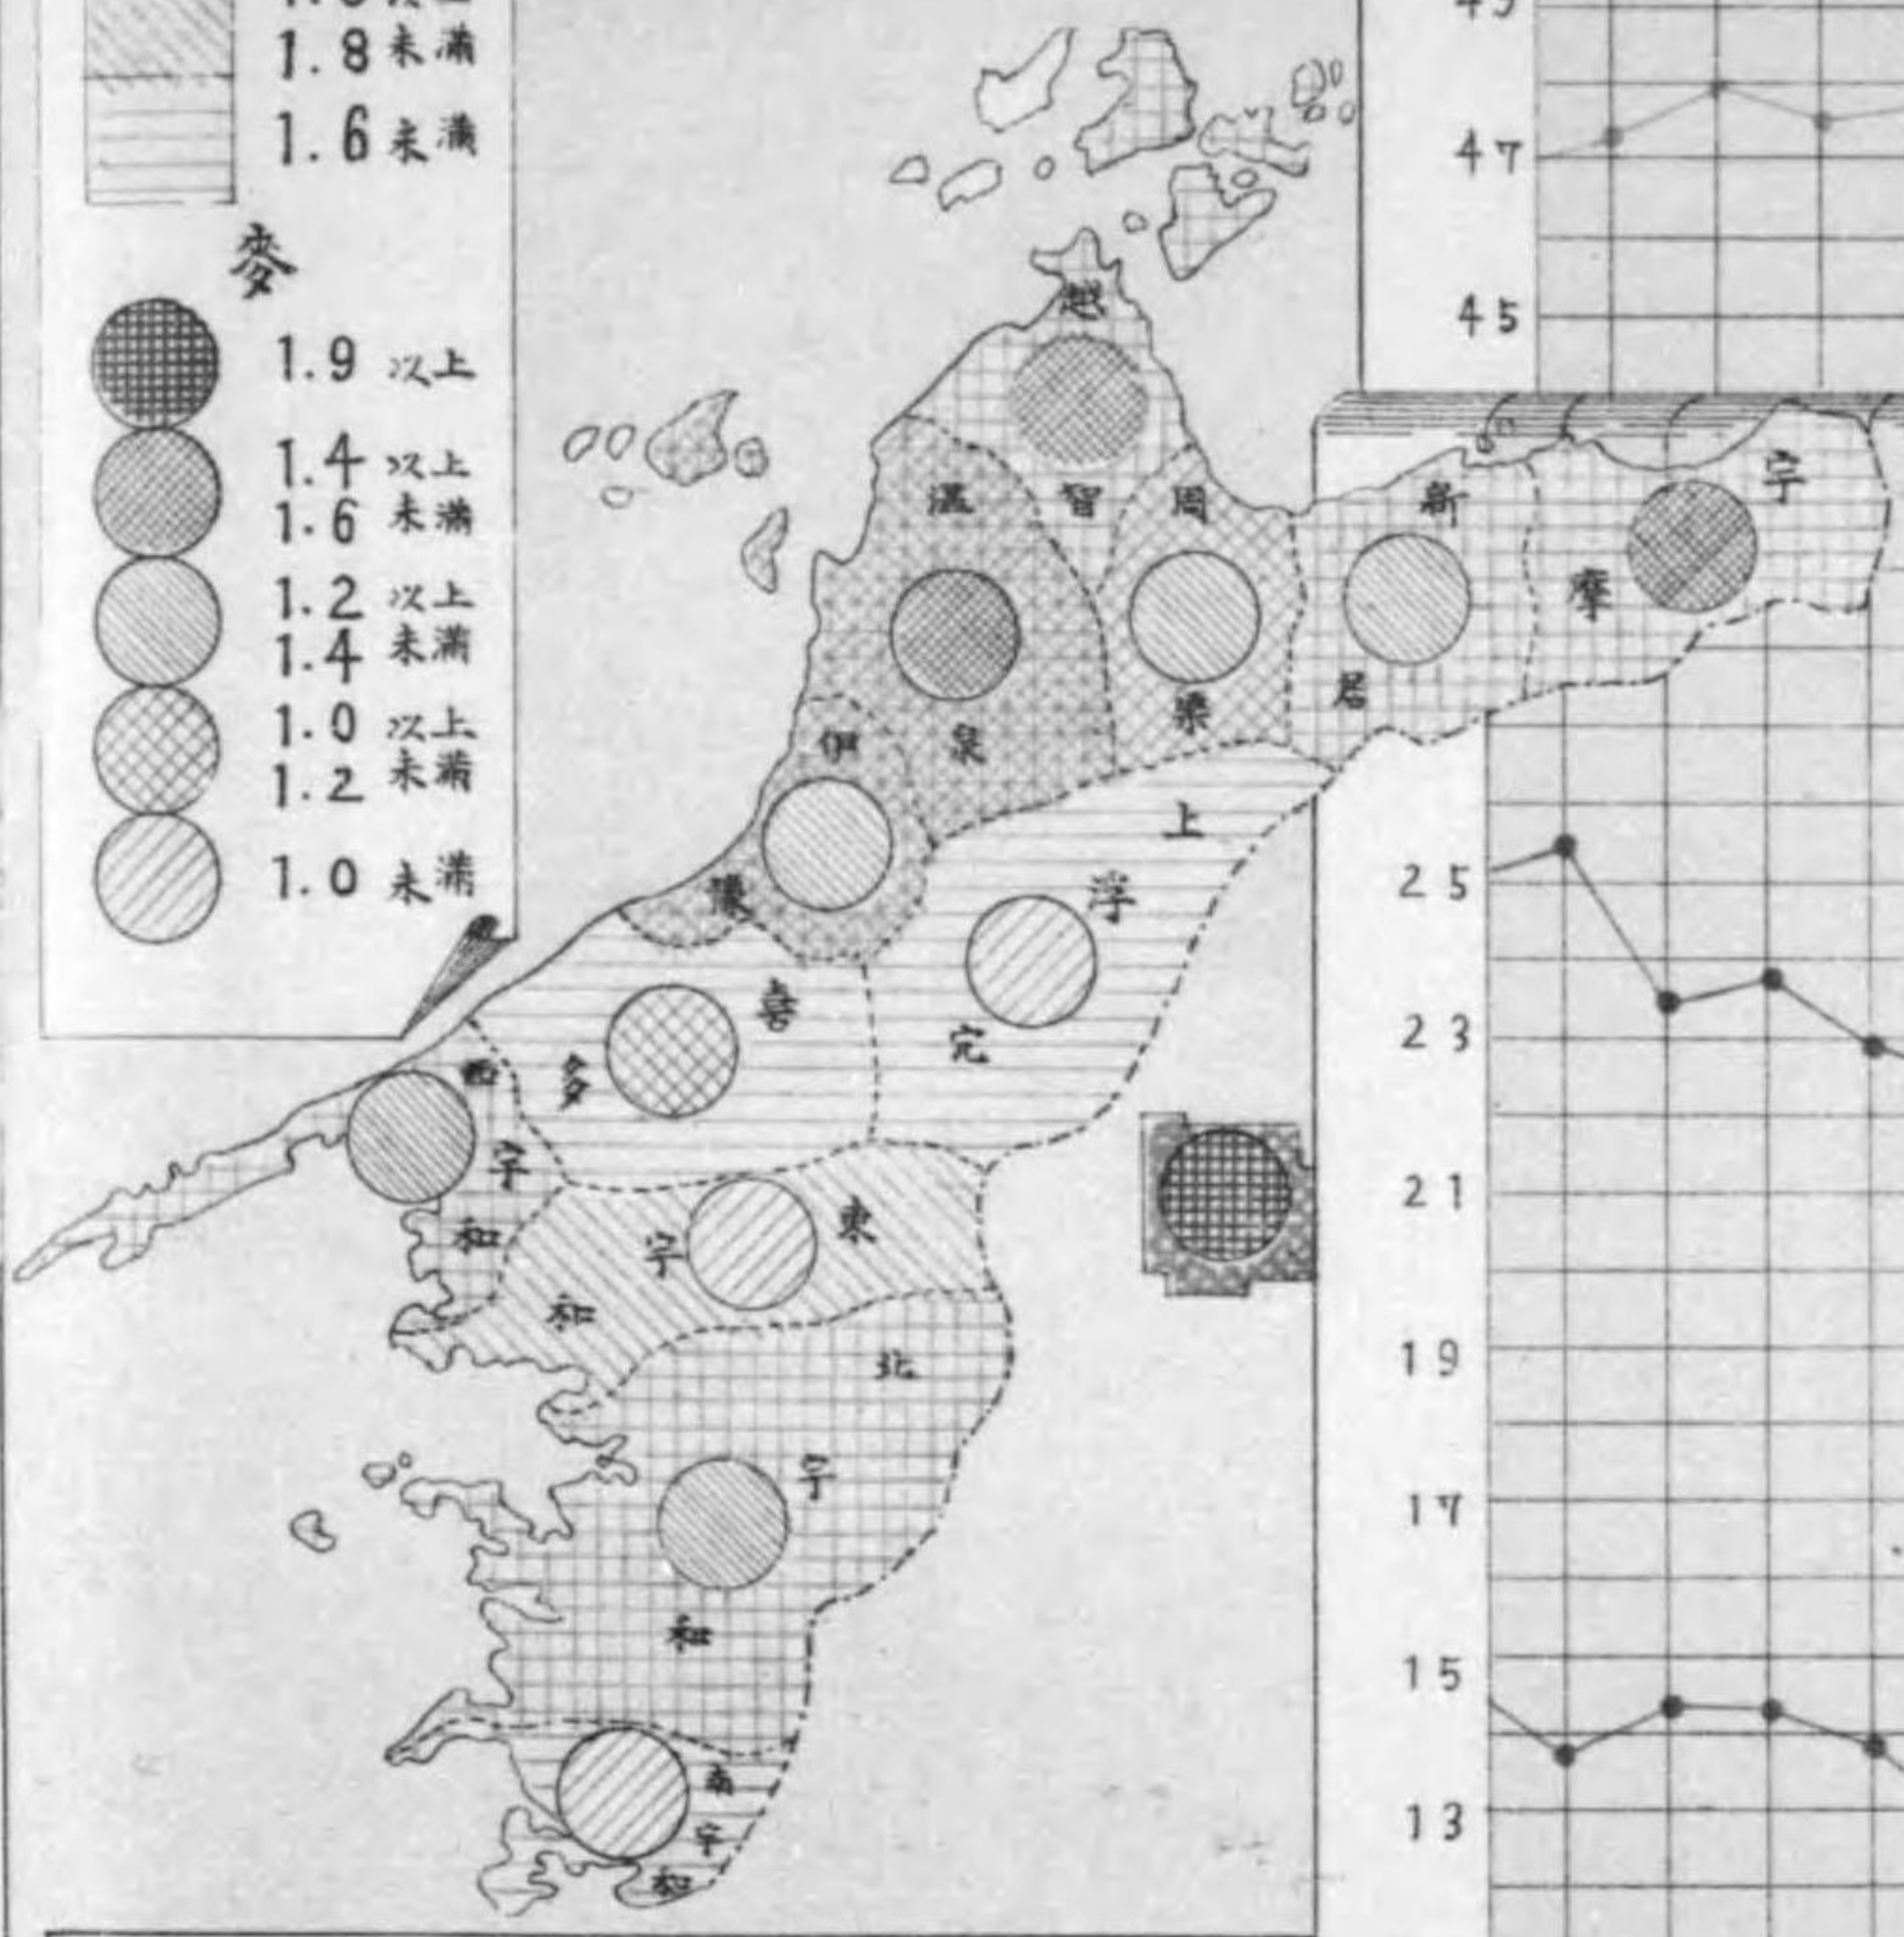 1.8未満
1.6未満
麥
1.9以上
1.4以上
1.6未満
1.2以上
1.4未満
1.0以上
1.2未満
1.0未満
越智
温泉
周桑
新居
宇摩
伊豫
上浮穴
喜多
西宇和
東宇和
北宇和
南宇和
47
45
25
23
21
19
17
15
13